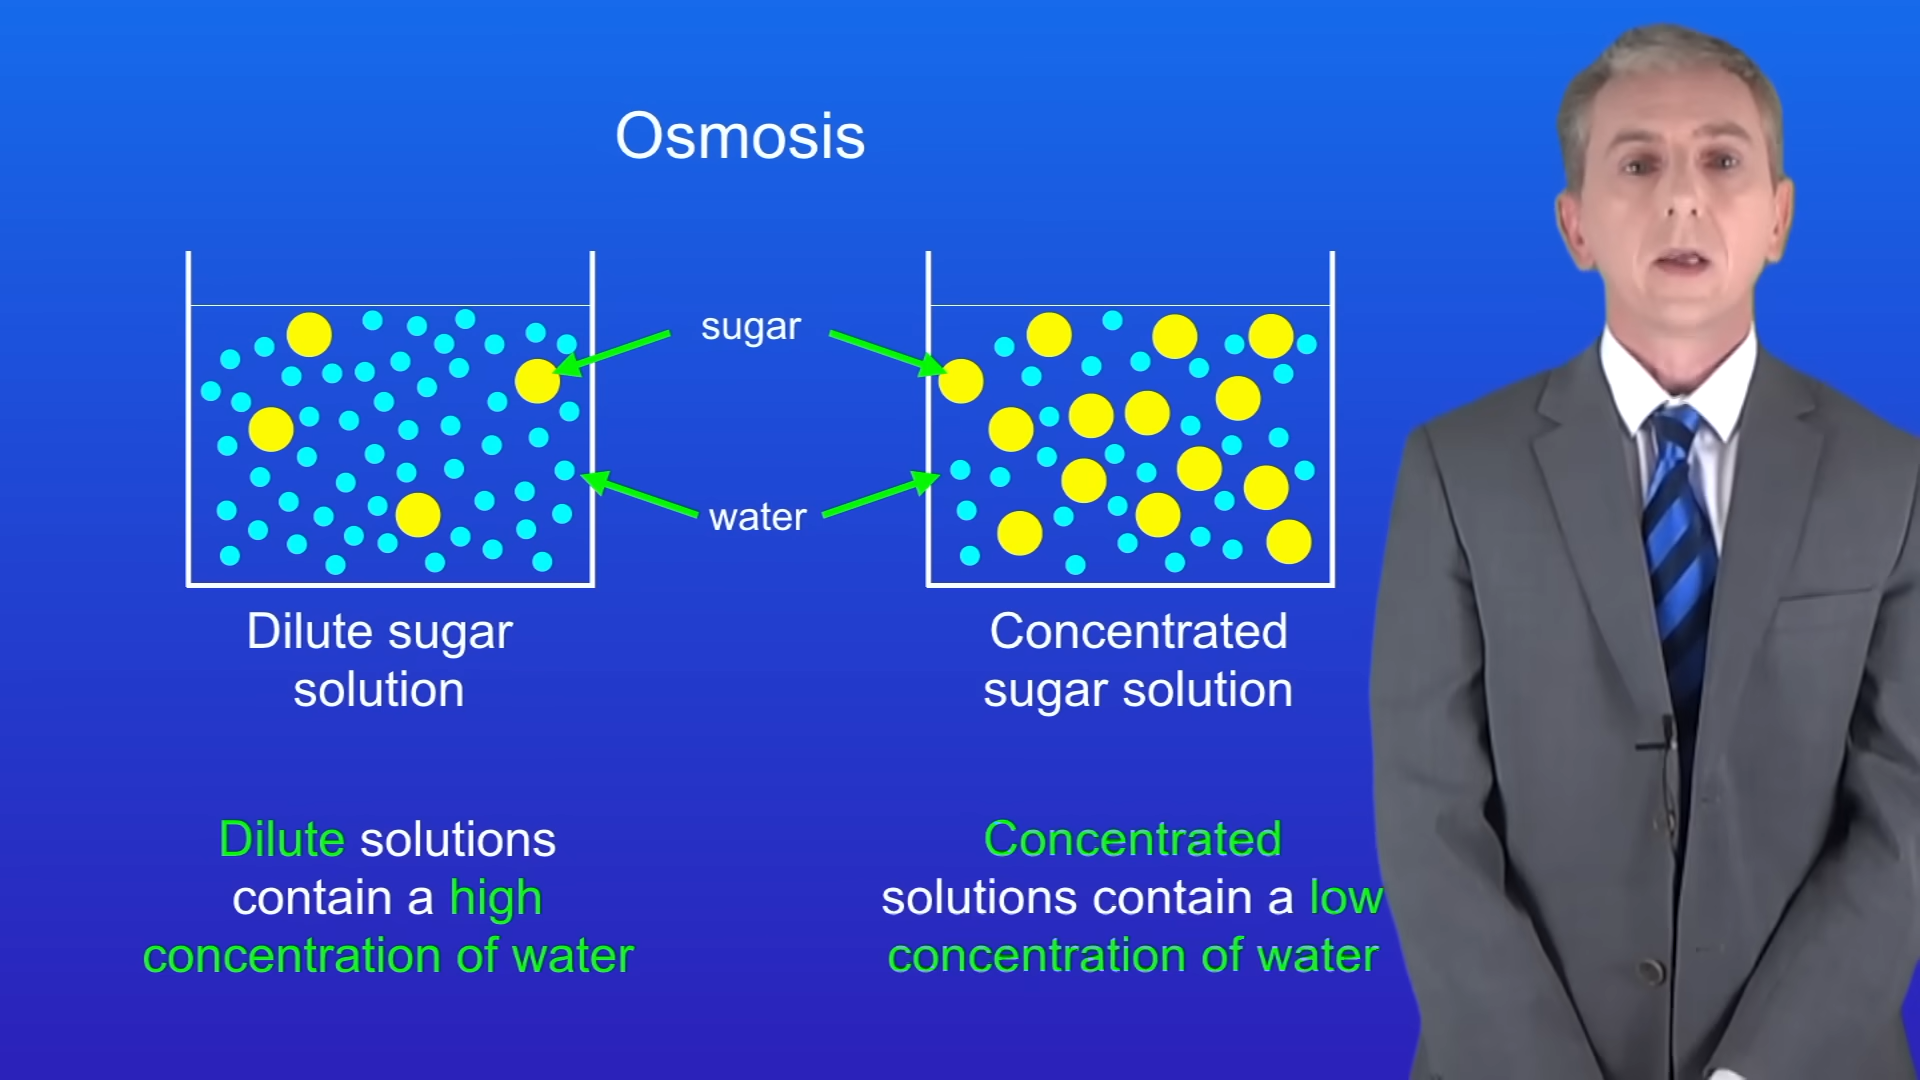 Osmosis
sugar
water
Dilute sugar
solution
Concentrated
sugar solution
Dilute solutions
contain a high
concentration of water
Concentrated
solutions contain a low
concentration of water